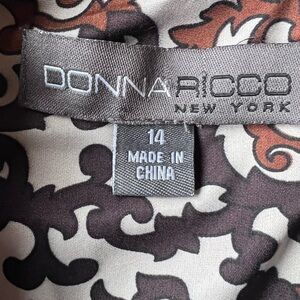 DONNA RICCO
NEW YORK
14
MADE IN
CHINA